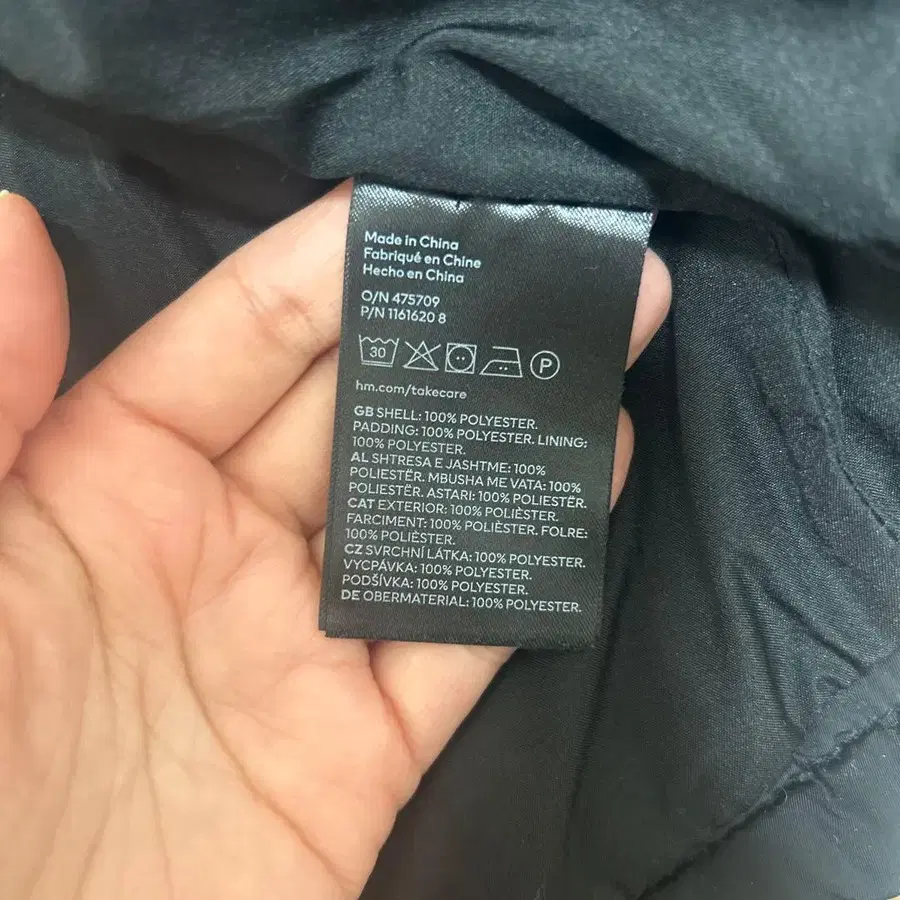 Made in China
Fabriqué en Chine
Hecho en China
O/N 475709
P/N 1161620 8
30
P
hm.com/takecare
GB SHELL: 100% POLYESTER.
PADDING: 100% POLYESTER. LINING:
100% POLYESTER.
AL SHTRESA E JASHTME: 100%
POLIESTËR. MBUSHA ME VATA: 100%
POLIESTËR. ASTARI: 100% POLIESTËR.
CAT EXTERIOR: 100% POLIÈSTER.
FARCIMENT: 100% POLIÈSTER. FOLRE:
100% POLIÈSTER.
CZ SVRCHNÍ LÁTKA: 100% POLYESTER.
VYCPÁVKA: 100% POLYESTER.
PODŠÍVKA: 100% POLYESTER.
DE OBERMATERIAL: 100% POLYESTER.